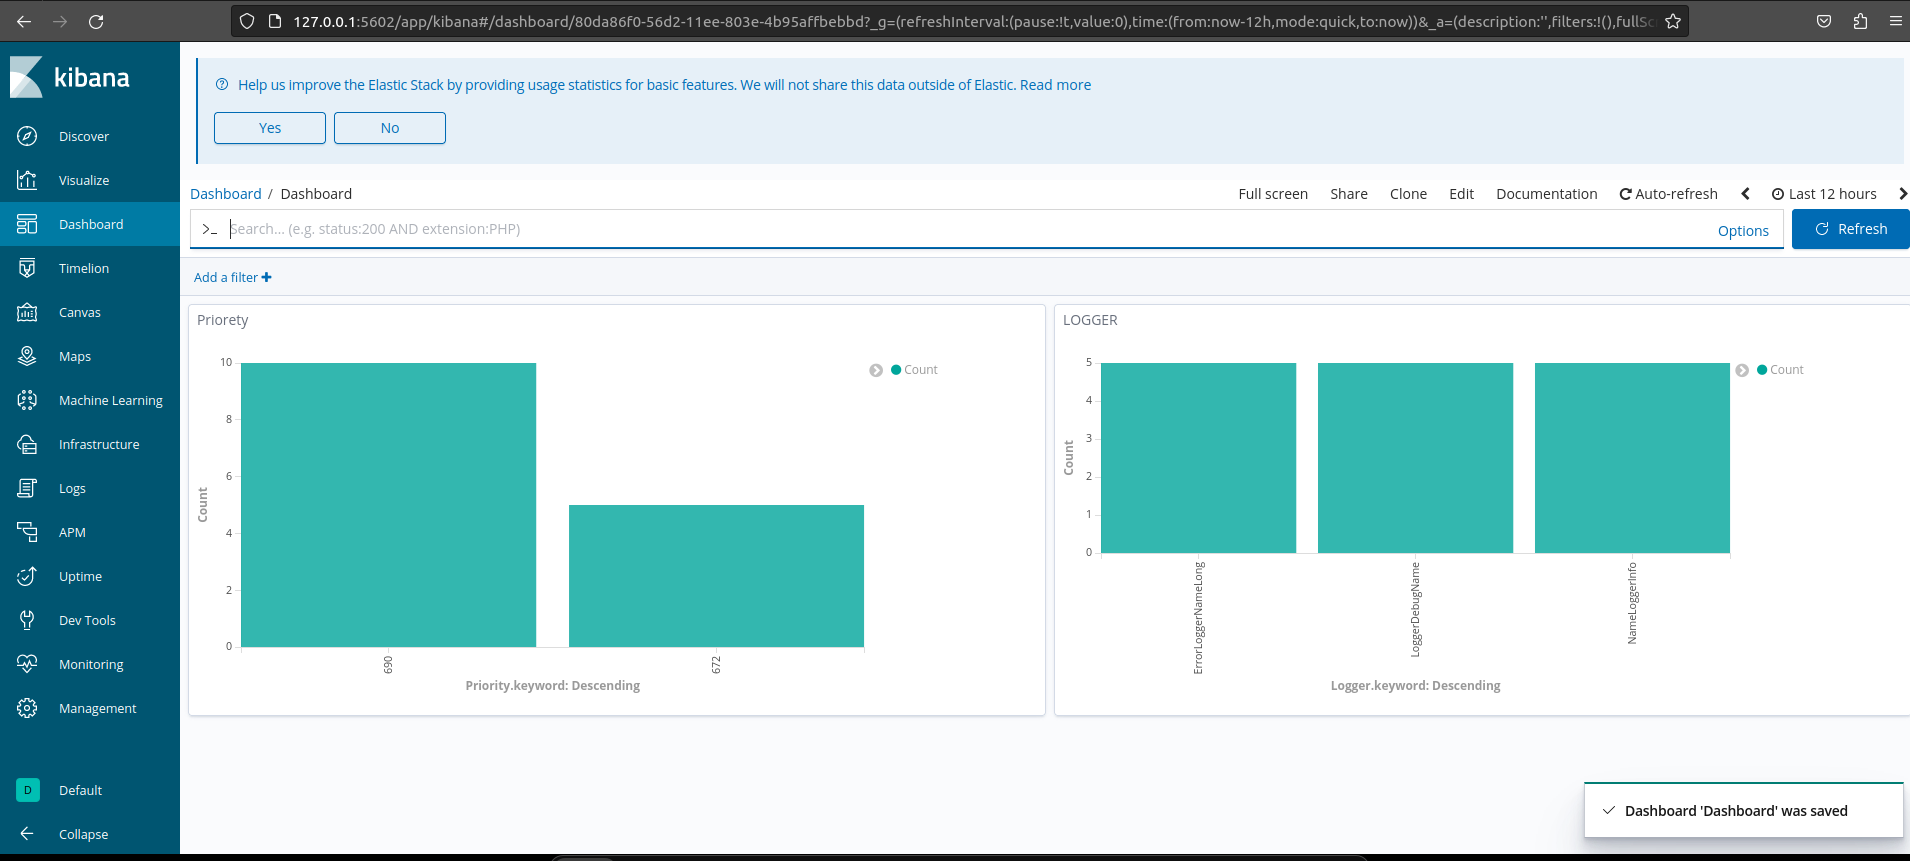 127.0.0.1:5602/app/kibana#/dashboard/80da86f0-56d2-11ee-803e-4b95affbebbd?_g=(refreshInterval:(pause:!t,value:0),time:(from:now-12h,mode:quick,to:now))&_a=(description:'',filters:!(),fullSc
kibana
Help us improve the Elastic Stack by providing usage statistics for basic features. We will not share this data outside of Elastic. Read more
Yes No
Discover
Visualize
Dashboard
Timelion
Canvas
Maps
Machine Learning
Infrastructure
Logs
APM
Uptime
Dev Tools
Monitoring
Management
D Default
Collapse
Dashboard / Dashboard
Full screen Share Clone Edit Documentation Auto-refresh Last 12 hours
>_ Search... (e.g. status:200 AND extension:PHP) Options Refresh
Add a filter +
Priorety
10
8
6
4
2
0
Count
Count
690 672
Priority.keyword: Descending
LOGGER
5
4
3
2
1
0
Count
Count
ErrorLoggerNameLong LoggerDebugName NameLoggerInfo
Logger.keyword: Descending
Dashboard 'Dashboard' was saved